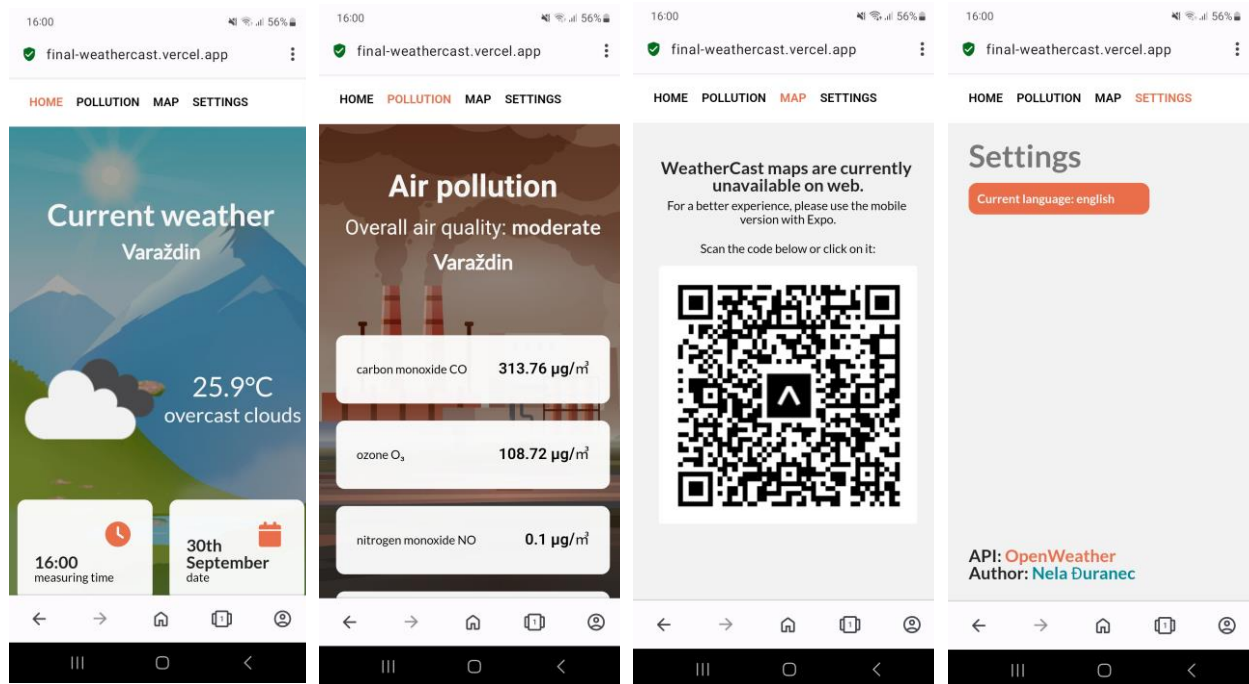 16:00 56%
final-weathercast.vercel.app
HOME POLLUTION MAP SETTINGS
Current weather
Varaždin
25.9°C
overcast clouds
16:00
measuring time
30th
September
date
1
16:00 56%
final-weathercast.vercel.app
HOME POLLUTION MAP SETTINGS
Air pollution
Overall air quality: moderate
Varaždin
carbon monoxide CO 313.76 µg/m³
ozone O₃ 108.72 µg/m³
nitrogen monoxide NO 0.1 µg/m³
1
16:00 56%
final-weathercast.vercel.app
HOME POLLUTION MAP SETTINGS
WeatherCast maps are currently
unavailable on web.
For a better experience, please use the mobile
version with Expo.
Scan the code below or click on it:
1
16:00 56%
final-weathercast.vercel.app
HOME POLLUTION MAP SETTINGS
Settings
Current language: english
API: OpenWeather
Author: Nela Đuranec
1